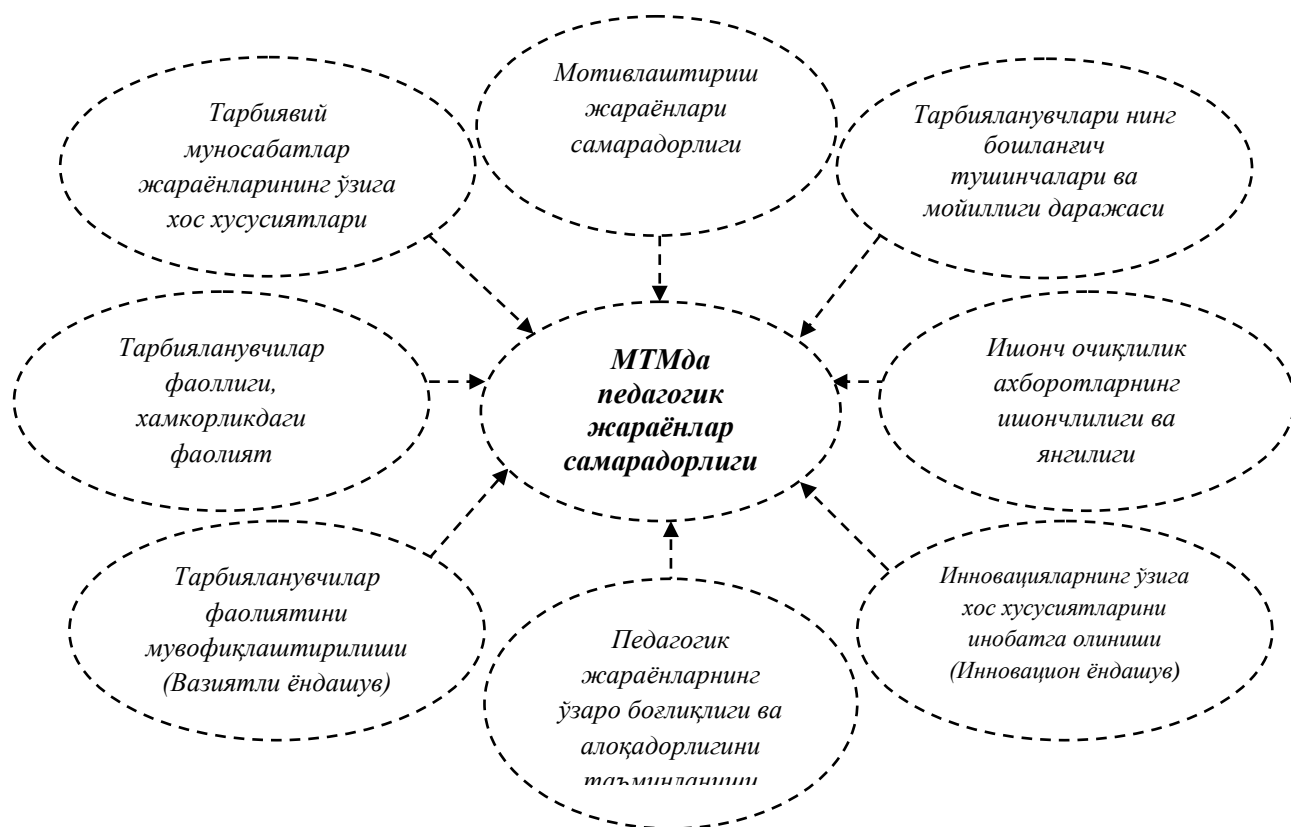 Тарбиявий
муносабатлар
жараёнларининг ўзига
хос хусусиятлари
Мотивлаштириш
жараёнлари
самарадорлиги
Тарбияланувчлари нинг
бошланғич
тушинчалари ва
мойиллиги даражаси
Тарбияланувчилар
фаоллиги,
хамкорликдаги
фаолият
МТМда
педагогик
жараёнлар
самарадорлиги
Ишонч очиқлилик
ахборотларнинг
ишончлилиги ва
янгилиги
Тарбияланувчилар
фаолиятини
мувофиқлаштирилиши
(Вазиятли ёндашув)
Педагогик
жараёнларнинг
ўзаро боғлиқлиги ва
алоқадорлигини
таъминланиши
Инновацияларнинг ўзига
хос хусусиятларини
инобатга олиниши
(Инновацион ёндашув)